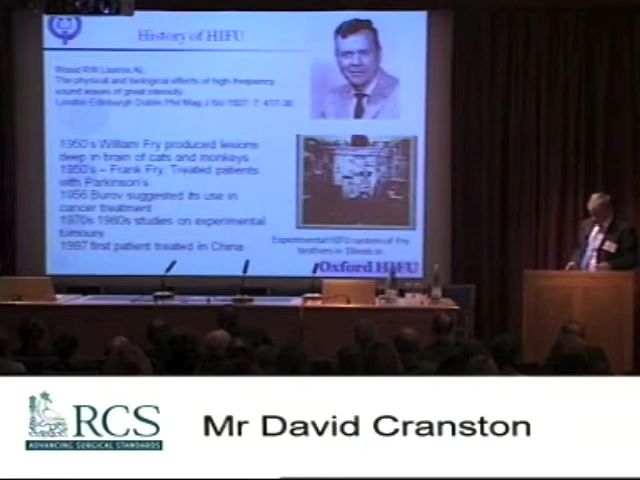 History of HIFU
Wood RW Loomis AL
The physical and biological effects of high frequency
sound waves of great intensity
London Edinburgh Dublin Phil Mag J Sci 1927; 7: 417-36
1950's William Fry produced lesions
deep in brain of cats and monkeys
1950's – Frank Fry. Treated patients
with Parkinson's
1956 Burov suggested its use in
cancer treatment
1970s 1980s studies on experimental
tumours
1997 first patient treated in China
Experimental HIFU system of Fry
brothers in Illinois
Oxford HIFU
RCS
ADVANCING SURGICAL STANDARDS
Mr David Cranston